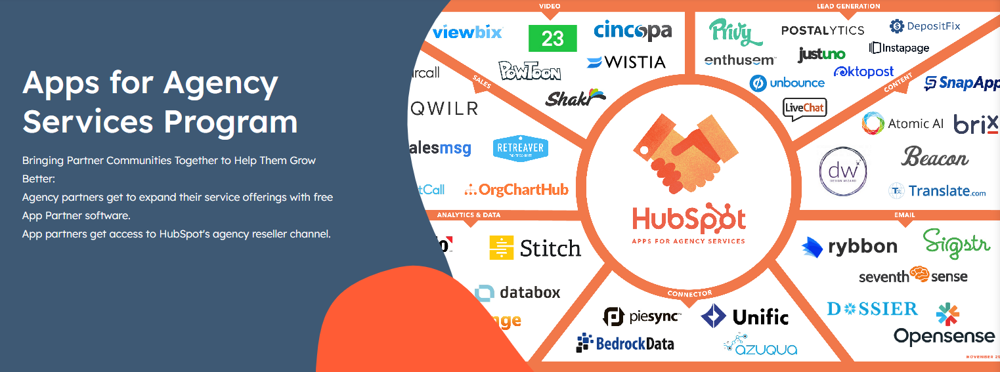 Apps for Agency
Services Program
Bringing Partner Communities Together to Help Them Grow
Better:
Agency partners get to expand their service offerings with free
App Partner software.
App partners get access to HubSpot's agency reseller channel.
VIDEO
viewbix
23
cincopa
POWTOON
WISTIA
Shakr
LEAD GENERATION
Privy
POSTALYTICS
DepositFix
enthusem
justuno
Instapage
Oktopost
unbounce
LiveChat
SALES
ircall
QWILR
alesmsg
RETREAVER
tCall
OrgChartHub
CONTENT
SnapApp
Atomic AI
brix
dw
DESIGN WIZARD
Beacon
Translate.com
HubSpot
APPS FOR AGENCY SERVICES
ANALYTICS & DATA
Stitch
databox
nge
EMAIL
rybbon
Sigstr
seventh sense
DOSSIER
Opensense
CONNECTOR
piesync™
Unific
BedrockData
azuqua
NOVEMBER 20